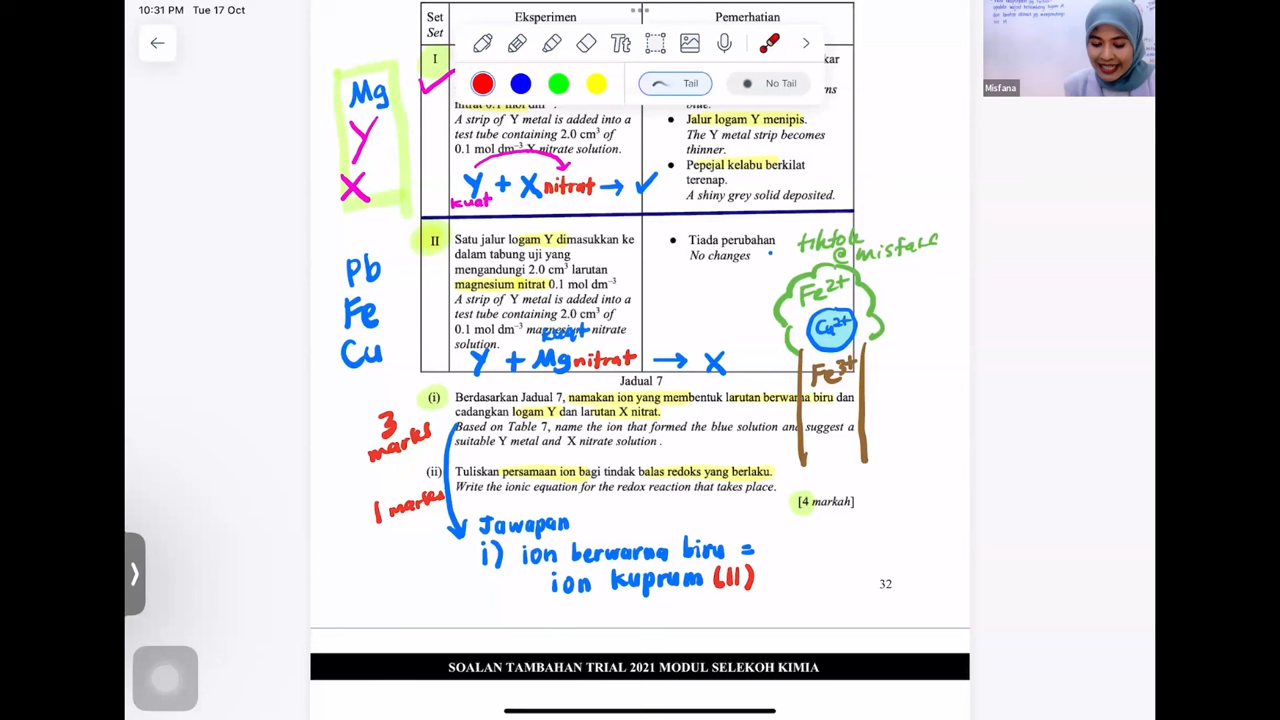 10:31 PM Tue 17 Oct
Misfana
Set
Set
Eksperimen
Pemerhatian
Tt
Tail
No Tail
I
A strip of Y metal is added into a
test tube containing 2.0 cm³ of
0.1 mol dm⁻³ X nitrate solution.
Y + X nitrat → ✓
kuat
Jalur logam Y menipis.
The Y metal strip becomes
thinner.
Pepejal kelabu berkilat
terenap.
A shiny grey solid deposited.
Mg
Y
X
II
Satu jalur logam Y dimasukkan ke
dalam tabung uji yang
mengandungi 2.0 cm³ larutan
magnesium nitrat 0.1 mol dm⁻³
A strip of Y metal is added into a
test tube containing 2.0 cm³ of
0.1 mol dm⁻³ magnesium nitrate
solution.
kuat
Y + Mg nitrat → X
Tiada perubahan
No changes
tiktok
@misfana
Fe²⁺
Cu²⁺
Fe³⁺
Pb
Fe
Cu
Jadual 7
(i) Berdasarkan Jadual 7, namakan ion yang membentuk larutan berwarna biru dan
cadangkan logam Y dan larutan X nitrat.
Based on Table 7, name the ion that formed the blue solution and suggest a
suitable Y metal and X nitrate solution.
3
marks
(ii) Tuliskan persamaan ion bagi tindak balas redoks yang berlaku.
Write the ionic equation for the redox reaction that takes place.
1 marks
[4 markah]
Jawapan
i) ion berwarna biru =
ion kuprum (II)
32
SOALAN TAMBAHAN TRIAL 2021 MODUL SELEKOH KIMIA